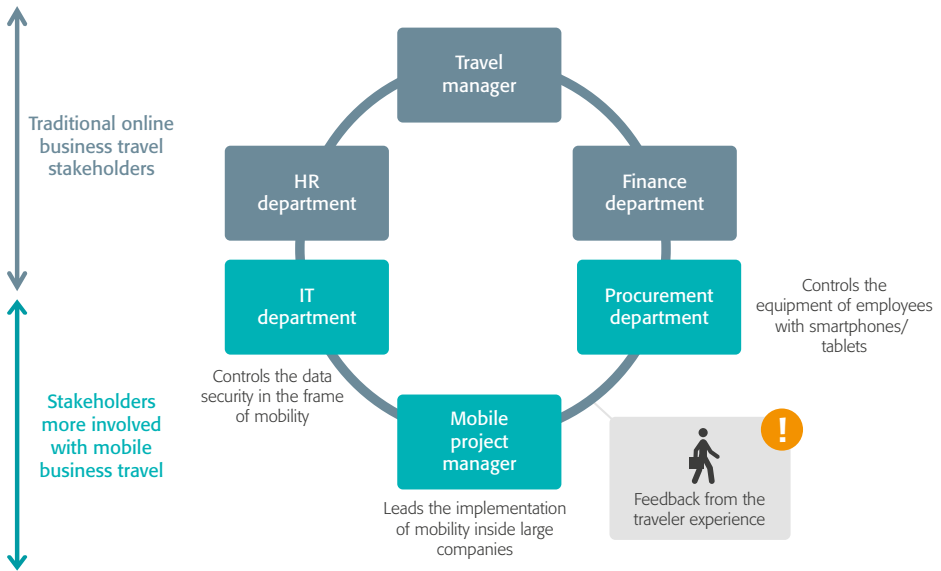 Travel
manager
Traditional online
business travel
stakeholders
HR
department
Finance
department
IT
department
Procurement
department
Controls the
equipment of employees
with smartphones/
tablets
Controls the data
security in the frame
of mobility
Stakeholders
more involved
with mobile
business travel
Mobile
project
manager
!
Feedback from the
traveler experience
Leads the implementation
of mobility inside large
companies